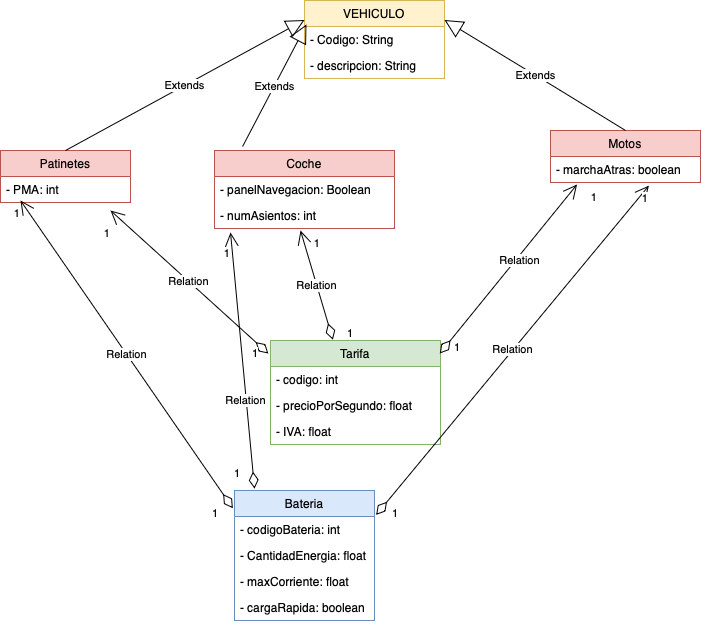 VEHICULO
- Codigo: String
- descripcion: String
Extends
Extends
Extends
Patinetes
- PMA: int
Coche
- panelNavegacion: Boolean
- numAsientos: int
Motos
- marchaAtras: boolean
1
1
1
1
1
1
Relation
Relation
Relation
1
1
1
Tarifa
- codigo: int
- precioPorSegundo: float
- IVA: float
Relation
Relation
Relation
1
1
1
Bateria
- codigoBateria: int
- CantidadEnergia: float
- maxCorriente: float
- cargaRapida: boolean